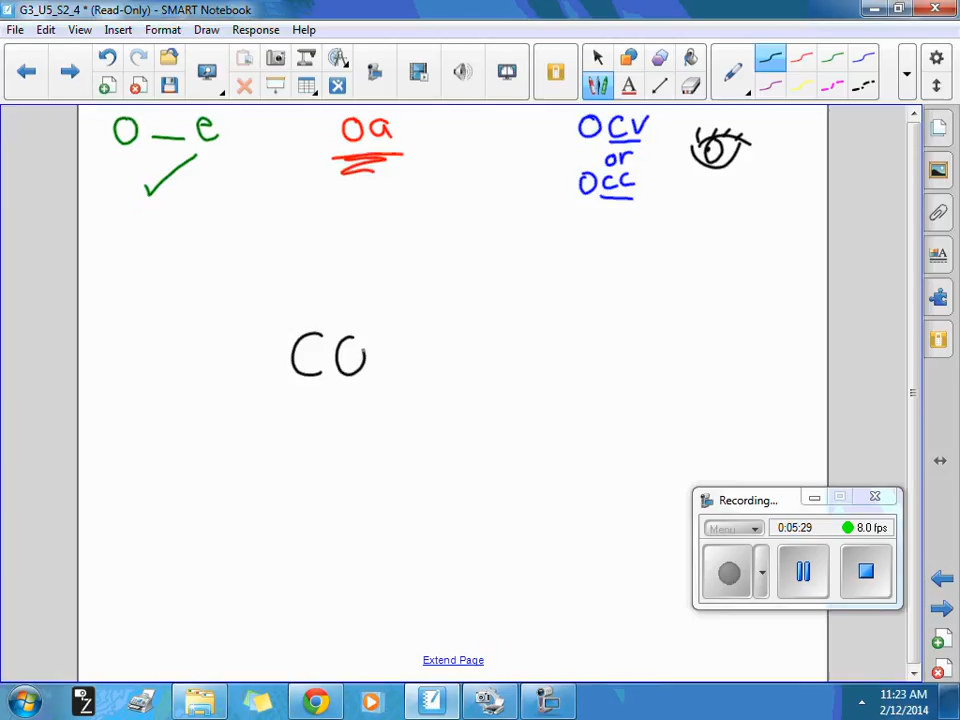 G3_U5_S2_4 * (Read-Only) - SMART Notebook
File Edit View Insert Format Draw Response Help
O _ e
oa
OCV
or
OCC
CO
Recording...
Menu
0:05:29
8.0 fps
Extend Page
11:23 AM
2/12/2014